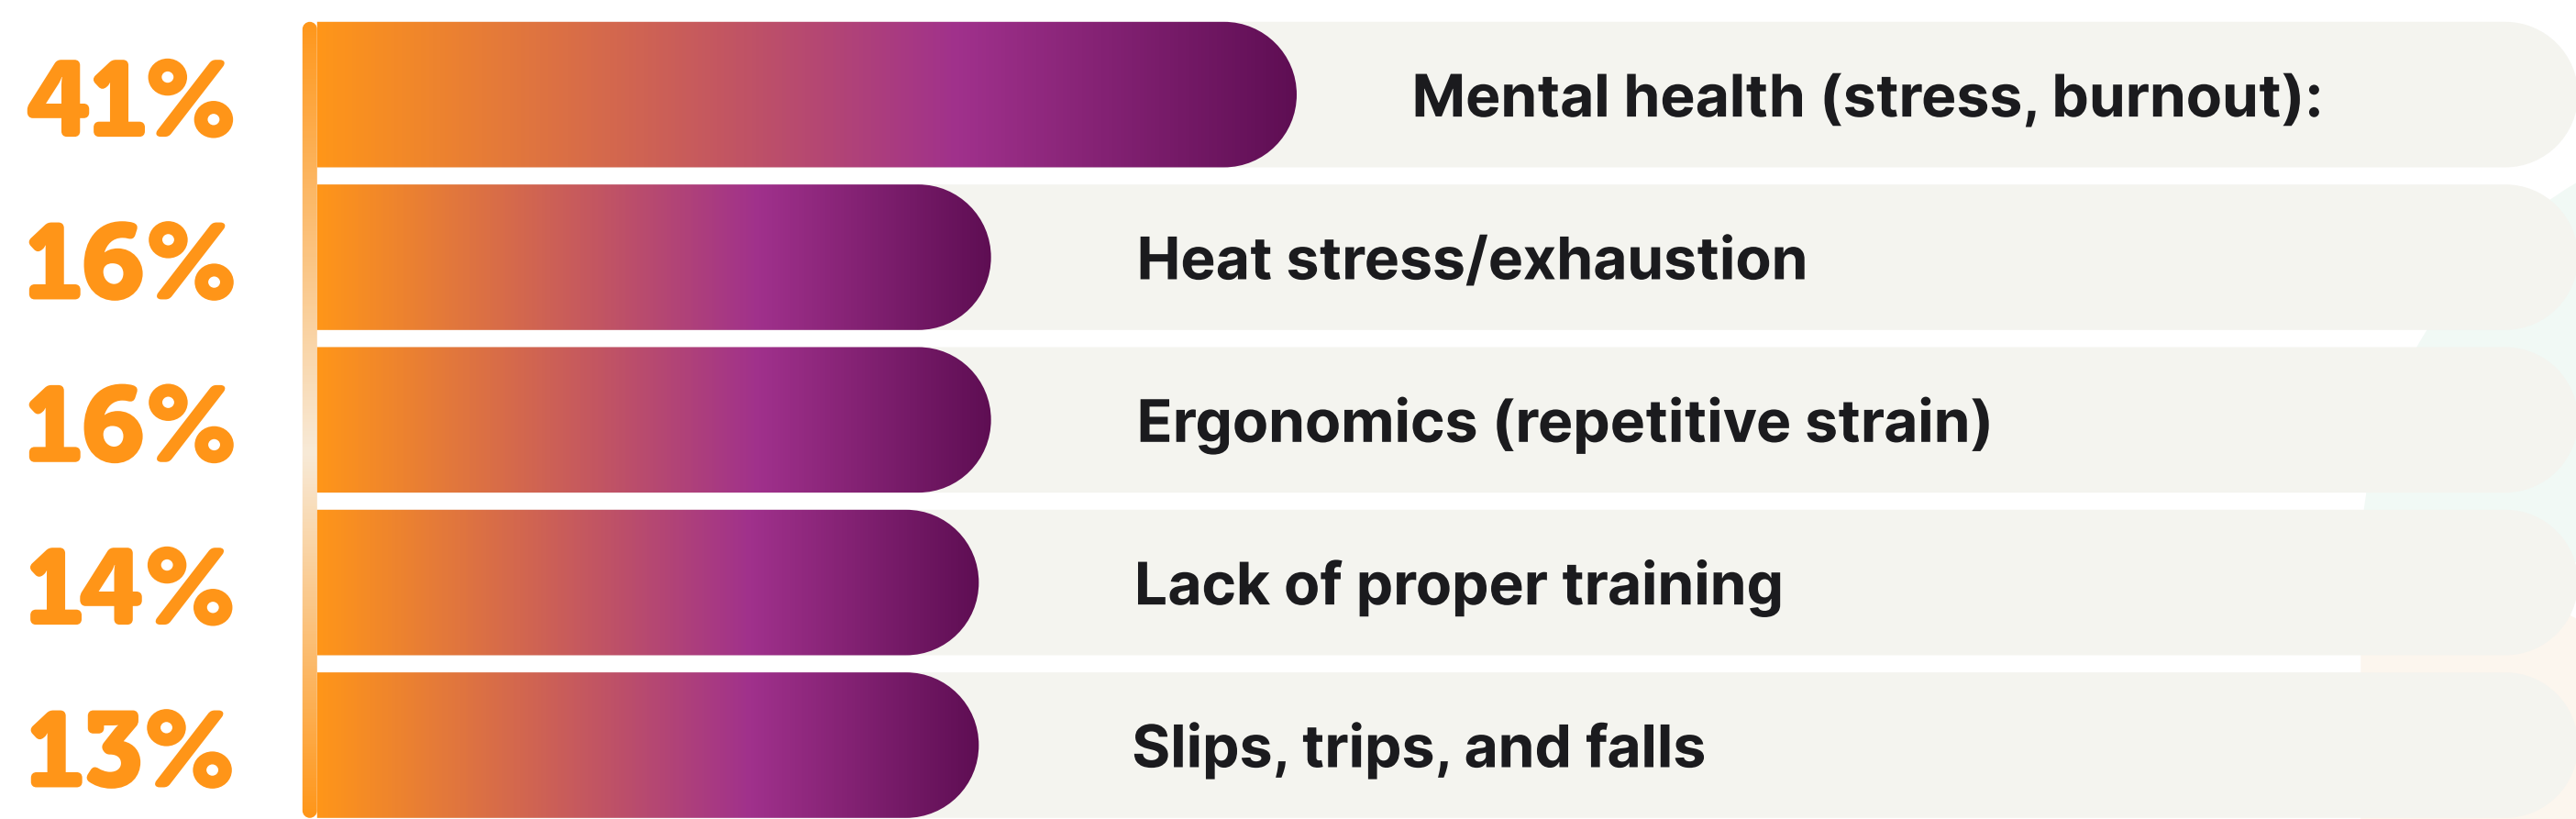 41% Mental health (stress, burnout):
16% Heat stress/exhaustion
16% Ergonomics (repetitive strain)
14% Lack of proper training
13% Slips, trips, and falls